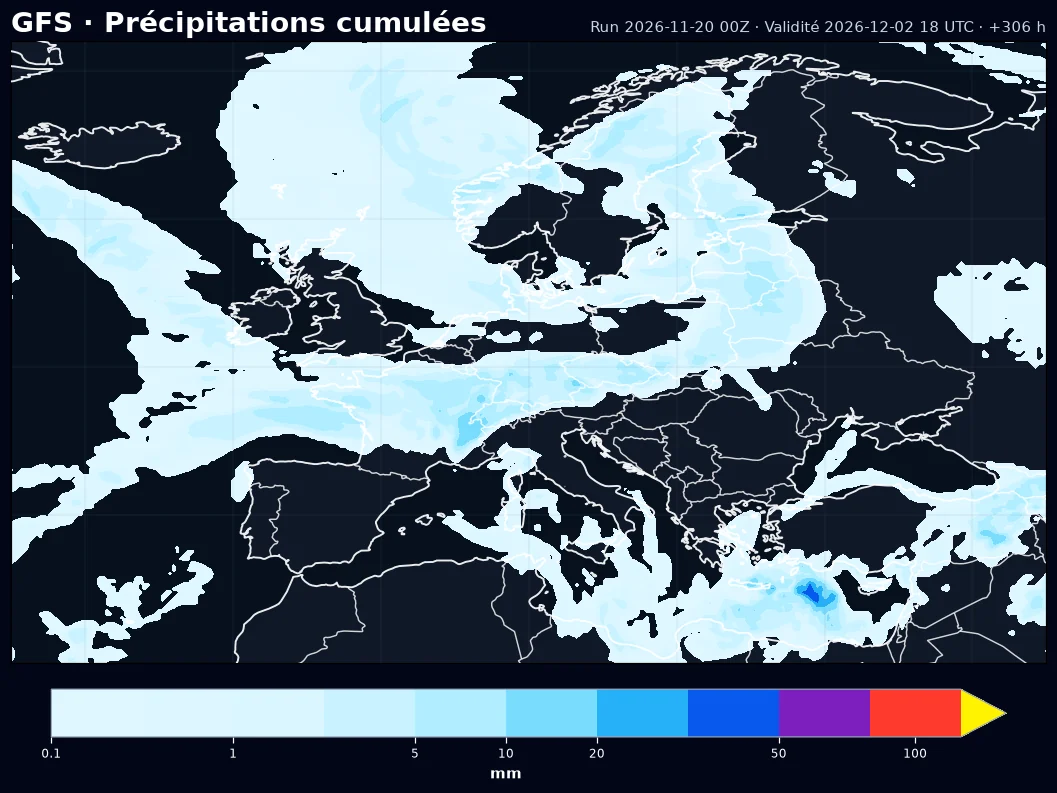 GFS · Précipitations cumulées
Run 2026-11-20 00Z · Validité 2026-12-02 18 UTC · +306 h
0.1 1 5 10 20 50 100
mm